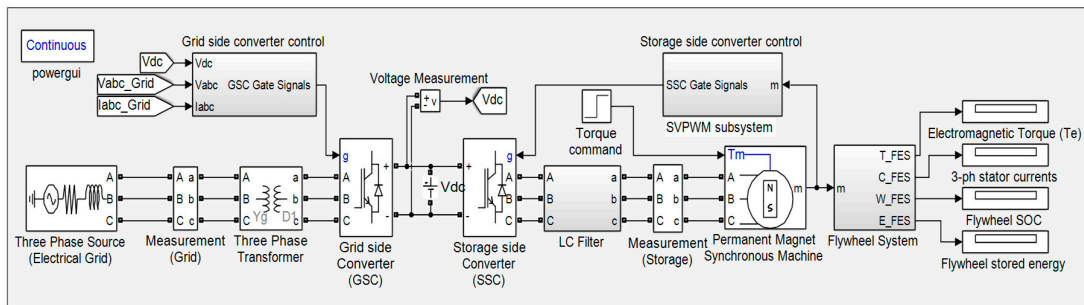 Continuous
powergui
Vdc
Vabc_Grid
Iabc_Grid
Grid side converter control
Vdc
Vabc
Iabc
GSC Gate Signals
Voltage Measurement
+
-
v
Vdc
Storage side converter control
SSC Gate Signals
m
SVPWM subsystem
Torque
command
Electromagnetic Torque (Te)
3-ph stator currents
Flywheel SOC
Flywheel stored energy
A
B
C
Three Phase Source
(Electrical Grid)
A a
B b
C c
Measurement
(Grid)
A a
B b
C c
Yg D1
Three Phase
Transformer
g
A
B
C
+
-
Grid side
Converter
(GSC)
Vdc
g
+
-
A
B
C
Storage side
Converter
(SSC)
A a
B b
C c
LC Filter
A a
B b
C c
Measurement
(Storage)
Tm
A
B
C
N
S
m
Permanent Magnet
Synchronous Machine
m
T_FES
C_FES
W_FES
E_FES
Flywheel System